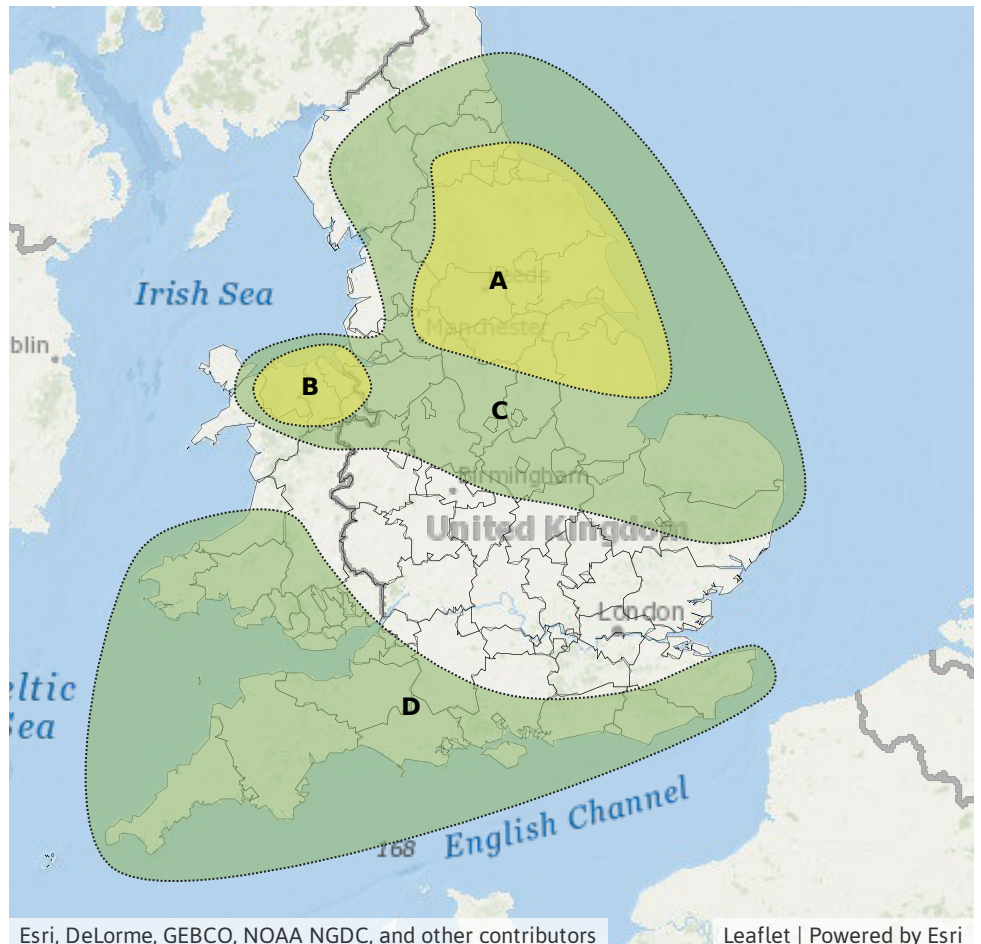 A
Leeds
Irish Sea
Manchester
blin
B
C
Birmingham
United Kingdom
London
eltic
Sea
D
English Channel
168
Esri, DeLorme, GEBCO, NOAA NGDC, and other contributors
Leaflet | Powered by Esri